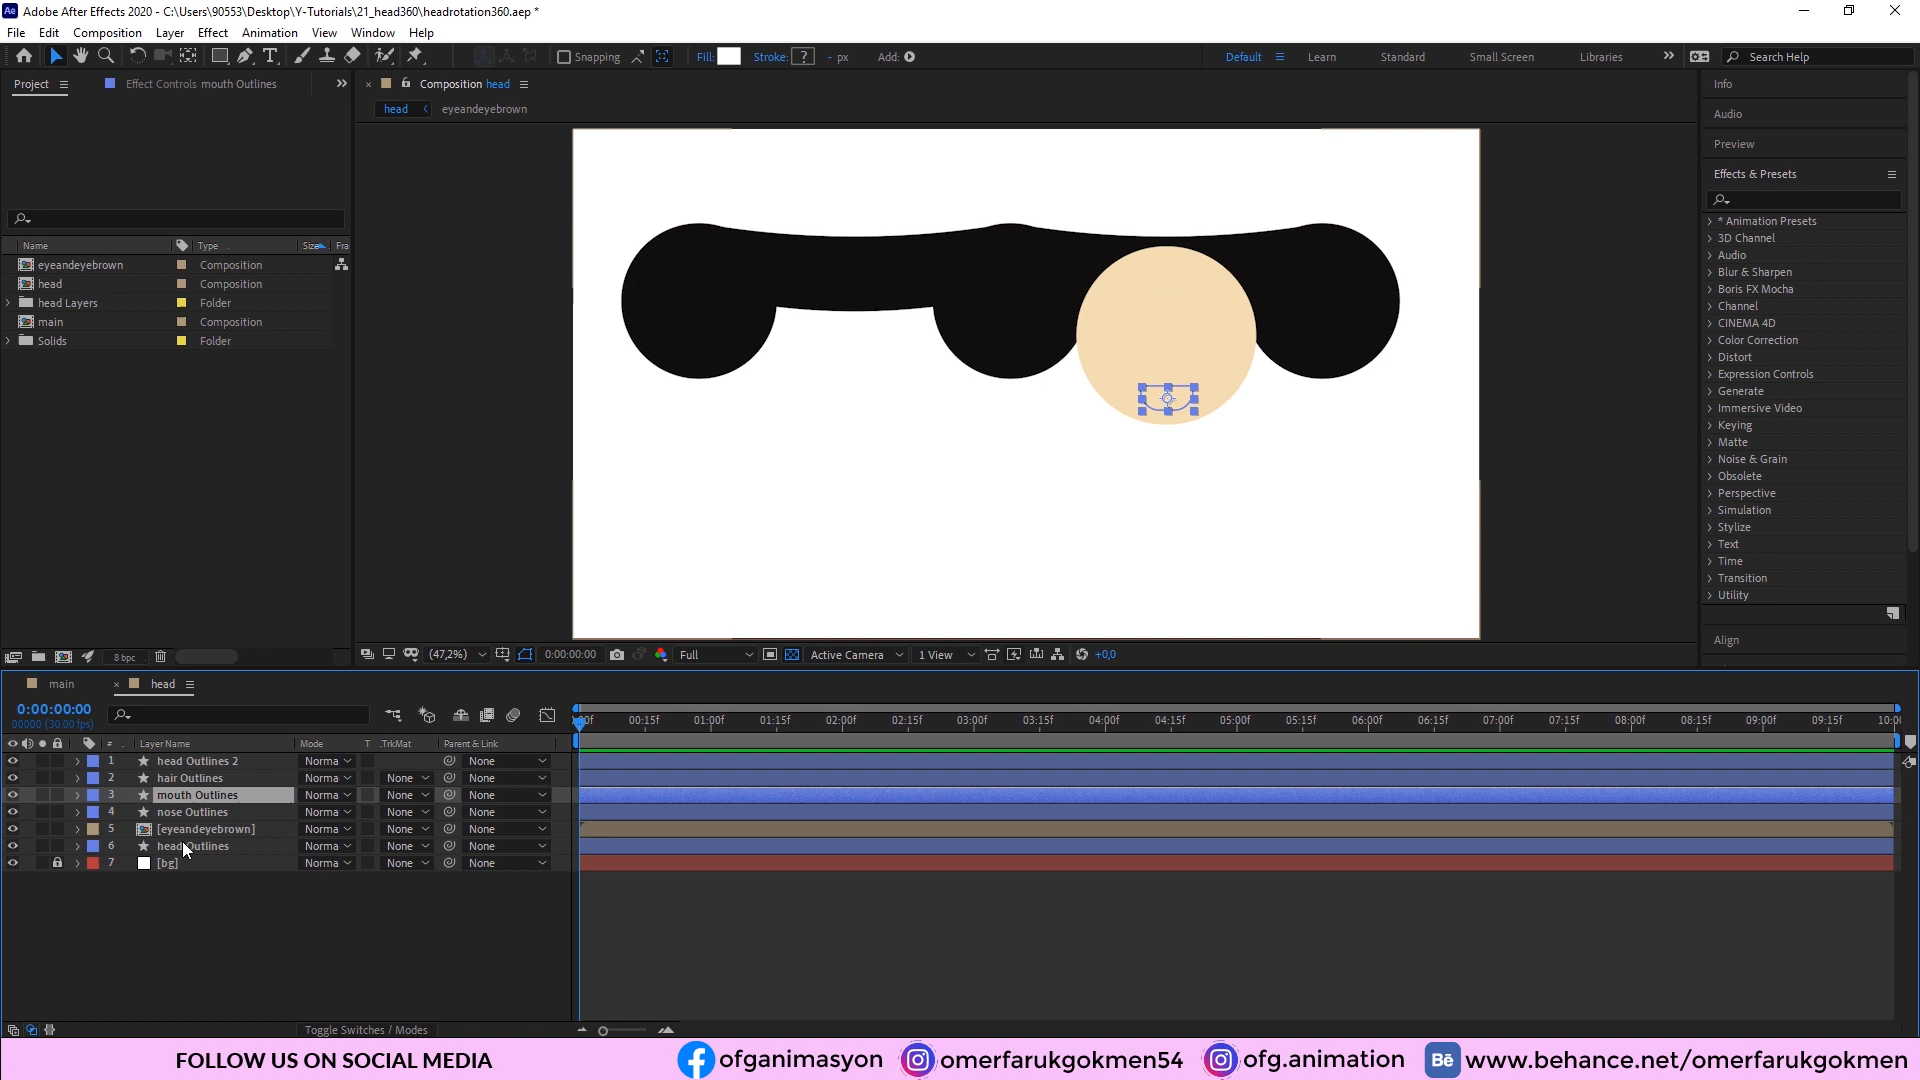 Adobe After Effects 2020 - C:\Users\90553\Desktop\Y-Tutorials\21_head360\headrotation360.aep *
File Edit Composition Layer Effect Animation View Window Help
Snapping Fill: Stroke: ? - px Add: Default Learn Standard Small Screen Libraries Search Help
Project Effect Controls mouth Outlines
Composition head
head eyeandeyebrown
Name Type Size Fra
eyeandeyebrown Composition
head Composition
head Layers Folder
main Composition
Solids Folder
8 bpc
(47,2%) 0:00:00:00 Full Active Camera 1 View +0,0
Info
Audio
Preview
Effects & Presets
* Animation Presets
3D Channel
Audio
Blur & Sharpen
Boris FX Mocha
Channel
CINEMA 4D
Color Correction
Distort
Expression Controls
Generate
Immersive Video
Keying
Matte
Noise & Grain
Obsolete
Perspective
Simulation
Stylize
Text
Time
Transition
Utility
Align
main head
0:00:00:00
00000 (30.00 fps)
:00f 00:15f 01:00f 01:15f 02:00f 02:15f 03:00f 03:15f 04:00f 04:15f 05:00f 05:15f 06:00f 06:15f 07:00f 07:15f 08:00f 08:15f 09:00f 09:15f 10:00
# Layer Name Mode T .TrkMat Parent & Link
1 head Outlines 2 Norma None
2 hair Outlines Norma None None
3 mouth Outlines Norma None None
4 nose Outlines Norma None None
5 [eyeandeyebrown] Norma None None
6 head Outlines Norma None None
7 [bg] Norma None None
Toggle Switches / Modes
FOLLOW US ON SOCIAL MEDIA ofganimasyon omerfarukgokmen54 ofg.animation Bē www.behance.net/omerfarukgokmen